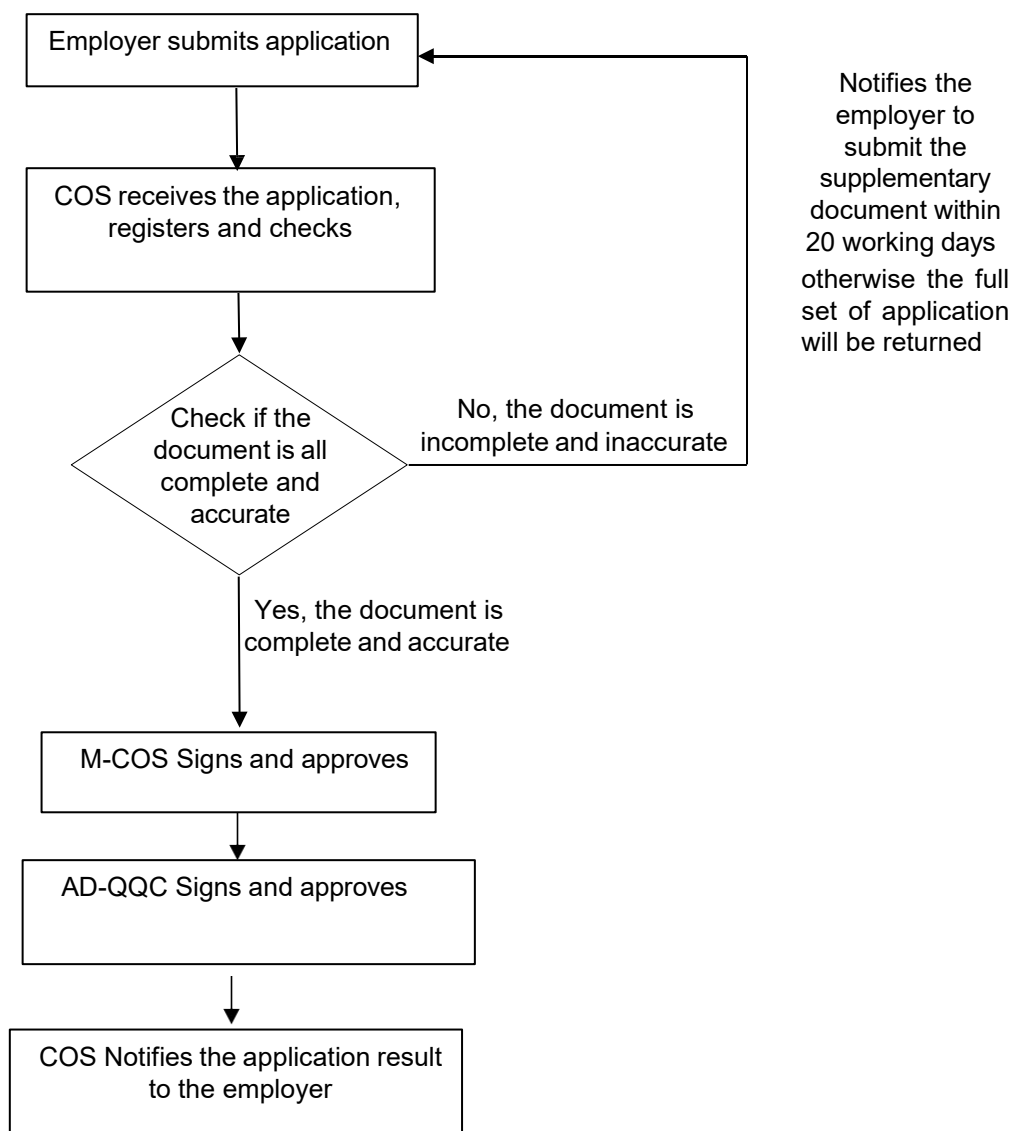 Employer submits application
Notifies the
employer to
submit the
supplementary
document within
20 working days
otherwise the full
set of application
will be returned
COS receives the application,
registers and checks
Check if the
document is all
complete and
accurate
No, the document is
incomplete and inaccurate
Yes, the document is
complete and accurate
M-COS Signs and approves
AD-QQC Signs and approves
COS Notifies the application result
to the employer